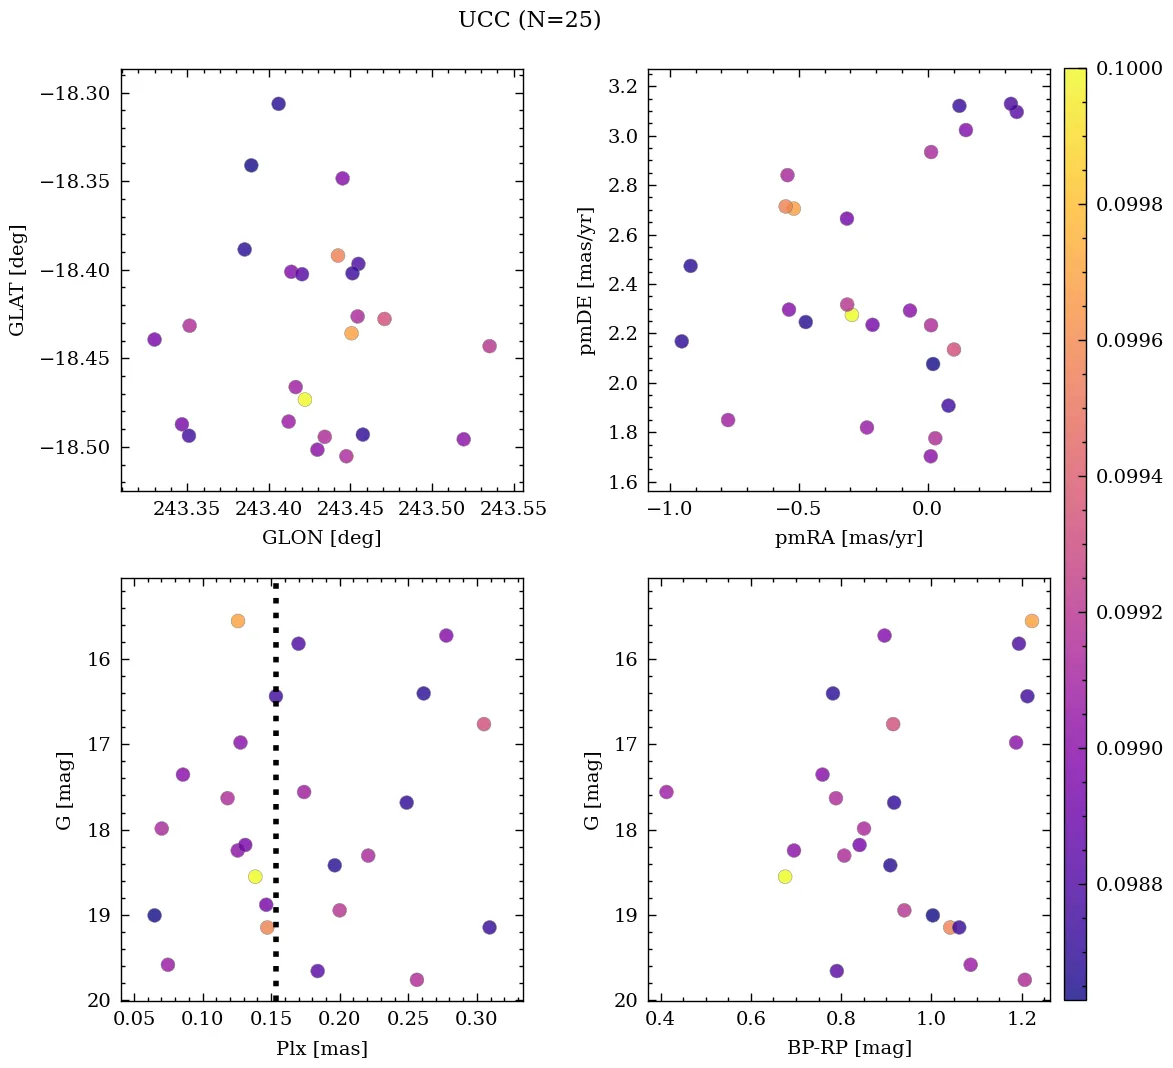 UCC (N=25)
−18.30
−18.35
−18.40
−18.45
−18.50
GLAT [deg]
243.35 243.40 243.45 243.50 243.55
GLON [deg]
3.2
3.0
2.8
2.6
2.4
2.2
2.0
1.8
1.6
pmDE [mas/yr]
−1.0 −0.5 0.0
pmRA [mas/yr]
16
17
18
19
20
G [mag]
0.05 0.10 0.15 0.20 0.25 0.30
Plx [mas]
16
17
18
19
20
G [mag]
0.4 0.6 0.8 1.0 1.2
BP-RP [mag]
0.1000
0.0998
0.0996
0.0994
0.0992
0.0990
0.0988